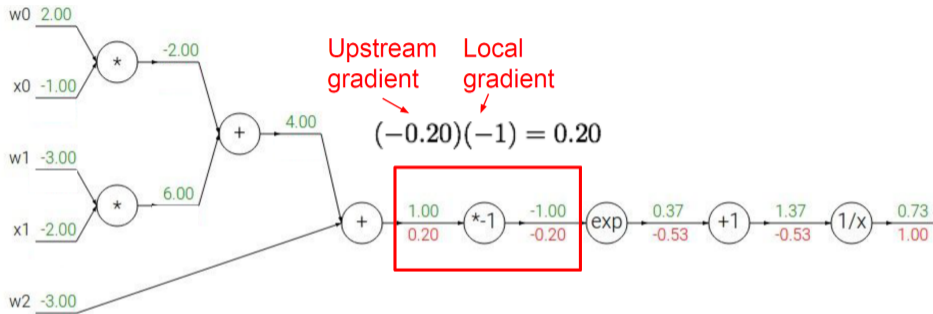 w0 2.00
-2.00
*
x0 -1.00
Upstream gradient
Local gradient
4.00
+
(-0.20)(-1) = 0.20
w1 -3.00
6.00
*
x1 -2.00
+
1.00
0.20
*-1
-1.00
-0.20
exp
0.37
-0.53
+1
1.37
-0.53
1/x
0.73
1.00
w2 -3.00